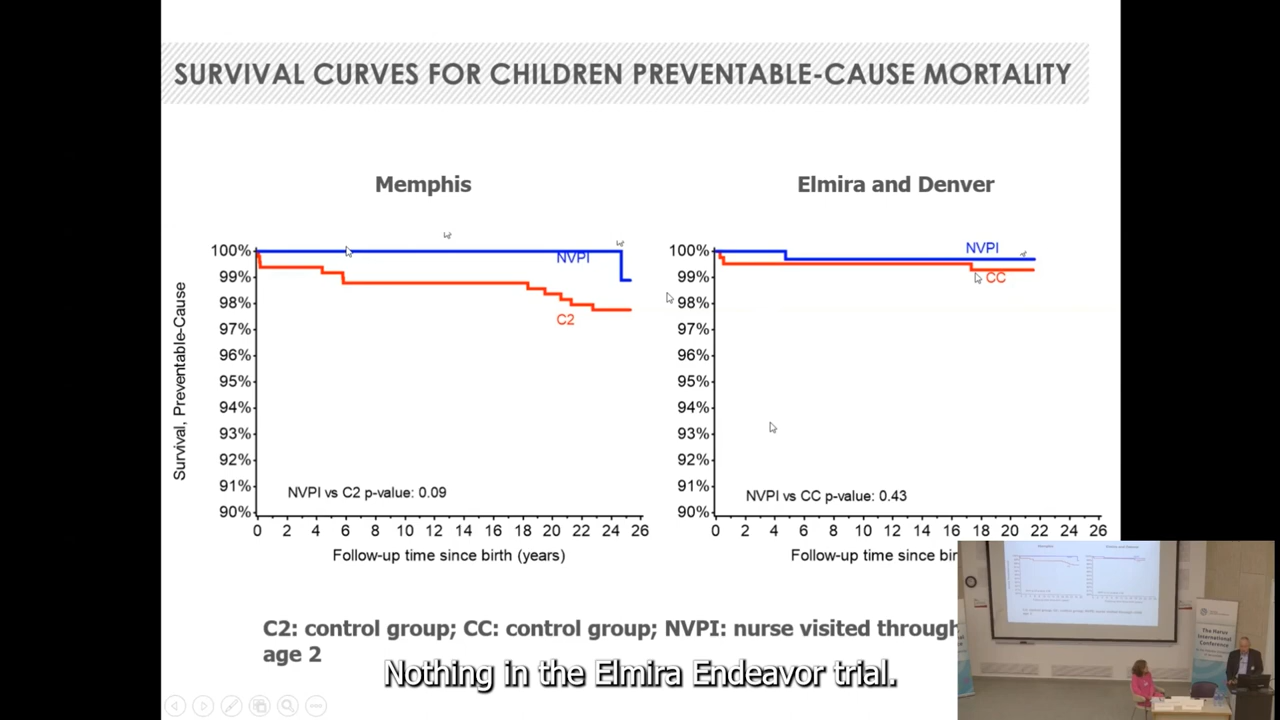 SURVIVAL CURVES FOR CHILDREN PREVENTABLE-CAUSE MORTALITY
Memphis
Elmira and Denver
Survival, Preventable-Cause
100%
99%
98%
97%
96%
95%
94%
93%
92%
91%
90%
NVPI
C2
NVPI vs C2 p-value: 0.09
0 2 4 6 8 10 12 14 16 18 20 22 24 26
Follow-up time since birth (years)
100%
99%
98%
97%
96%
95%
94%
93%
92%
91%
90%
NVPI
CC
NVPI vs CC p-value: 0.43
0 2 4 6 8 10 12 14 16 18 20 22 24 26
Follow-up time since bir
C2: control group; CC: control group; NVPI: nurse visited through
age 2
Nothing in the Elmira Endeavor trial.
The Haruv
International
Conference